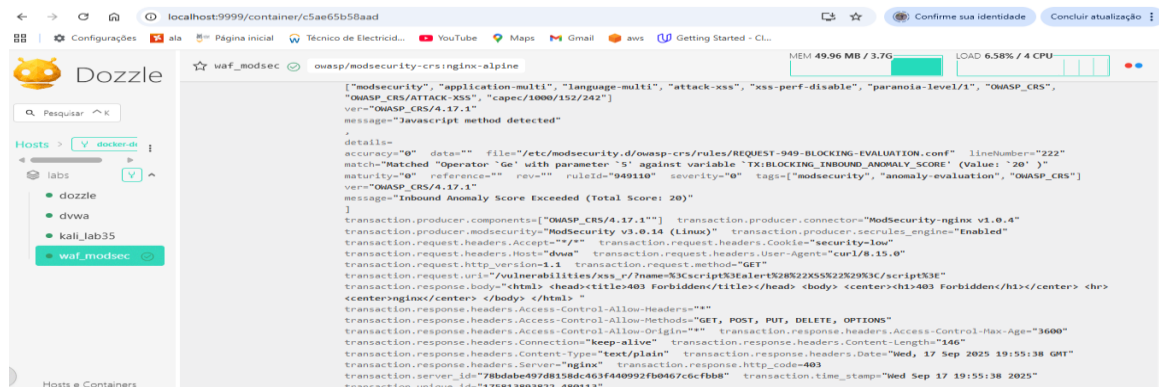 localhost:9999/container/c5ae65b58aad
Confirme sua identidade
Concluir atualização
Configurações
ala
Página inicial
Técnico de Electricid...
YouTube
Maps
Gmail
aws
Getting Started - Cl...
Dozzle
Pesquisar ^ K
Hosts >
docker-de
labs
dozzle
dvwa
kali_lab35
waf_modsec
Hosts e Containers
waf_modsec
owasp/modsecurity-crs:nginx-alpine
MEM 49.96 MB / 3.7G
LOAD 6.58% / 4 CPU
["modsecurity", "application-multi", "language-multi", "attack-xss", "xss-perf-disable", "paranoia-level/1", "OWASP_CRS",
"OWASP_CRS/ATTACK-XSS", "capec/1000/152/242"]
ver="OWASP_CRS/4.17.1"
message="Javascript method detected"
,
details=
accuracy="0" data="" file="/etc/modsecurity.d/owasp-crs/rules/REQUEST-949-BLOCKING-EVALUATION.conf" lineNumber="222"
match="Matched "Operator `Ge' with parameter `5' against variable `TX:BLOCKING_INBOUND_ANOMALY_SCORE' (Value: `20' )"
maturity="0" reference="" rev="" ruleId="949110" severity="0" tags=["modsecurity", "anomaly-evaluation", "OWASP_CRS"]
ver="OWASP_CRS/4.17.1"
message="Inbound Anomaly Score Exceeded (Total Score: 20)"
]
transaction.producer.components=["OWASP_CRS/4.17.1""] transaction.producer.connector="ModSecurity-nginx v1.0.4"
transaction.producer.modsecurity="ModSecurity v3.0.14 (Linux)" transaction.producer.secrules_engine="Enabled"
transaction.request.headers.Accept="*/*" transaction.request.headers.Cookie="security=low"
transaction.request.headers.Host="dvwa" transaction.request.headers.User-Agent="curl/8.15.0"
transaction.request.http_version=1.1 transaction.request.method="GET"
transaction.request.uri="/vulnerabilities/xss_r/?name=%3Cscript%3Ealert%28%22XSS%22%29%3C/script%3E"
transaction.response.body="<html> <head><title>403 Forbidden</title></head> <body> <center><h1>403 Forbidden</h1></center> <hr>
<center>nginx</center> </body> </html> "
transaction.response.headers.Access-Control-Allow-Headers="*"
transaction.response.headers.Access-Control-Allow-Methods="GET, POST, PUT, DELETE, OPTIONS"
transaction.response.headers.Access-Control-Allow-Origin="*" transaction.response.headers.Access-Control-Max-Age="3600"
transaction.response.headers.Connection="keep-alive" transaction.response.headers.Content-Length="146"
transaction.response.headers.Content-Type="text/plain" transaction.response.headers.Date="Wed, 17 Sep 2025 19:55:38 GMT"
transaction.response.headers.Server="nginx" transaction.response.http_code=403
transaction.server_id="78bdabe497d8158dc463f440992fb0467c6cfbb8" transaction.time_stamp="Wed Sep 17 19:55:38 2025"